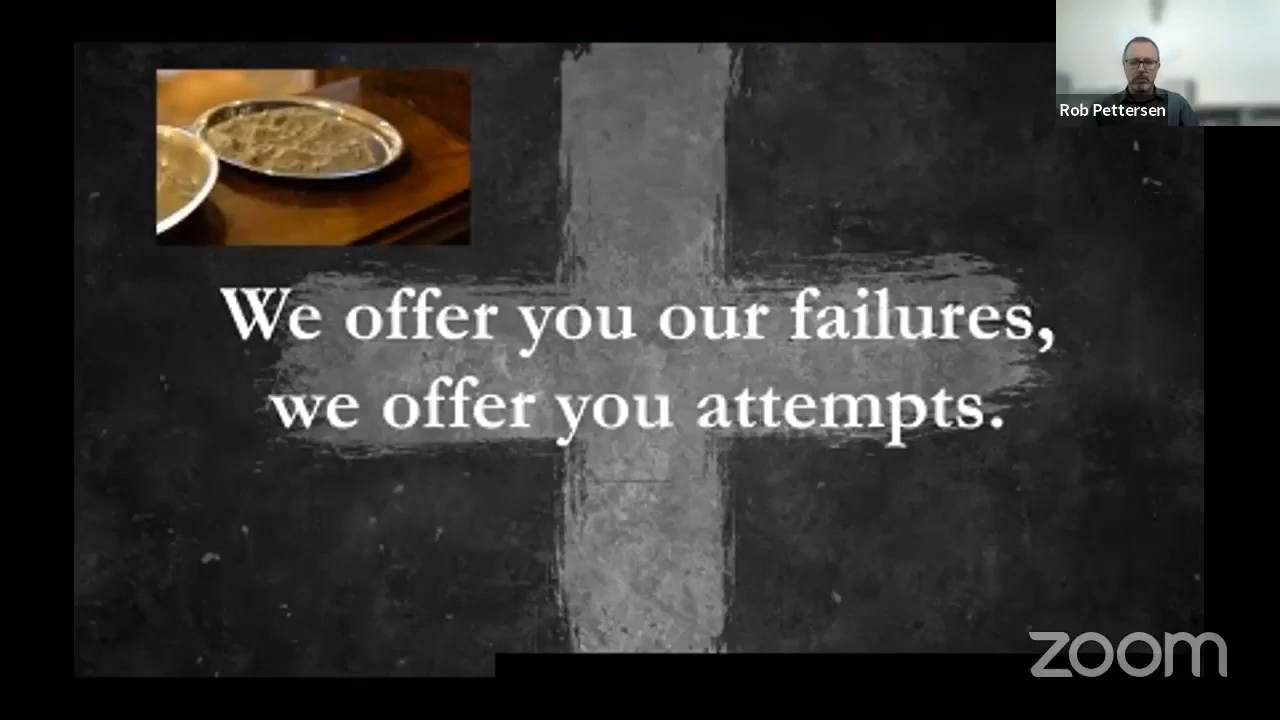 Rob Pettersen
We offer you our failures,
we offer you attempts.
zoom